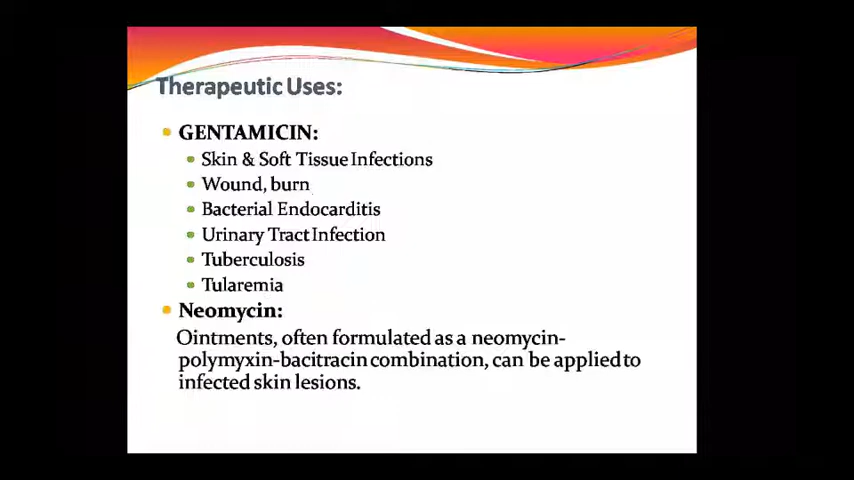 Therapeutic Uses:
GENTAMICIN:
Skin & Soft Tissue Infections
Wound, burn
Bacterial Endocarditis
Urinary Tract Infection
Tuberculosis
Tularemia
Neomycin:
Ointments, often formulated as a neomycin-
polymyxin-bacitracin combination, can be applied to
infected skin lesions.